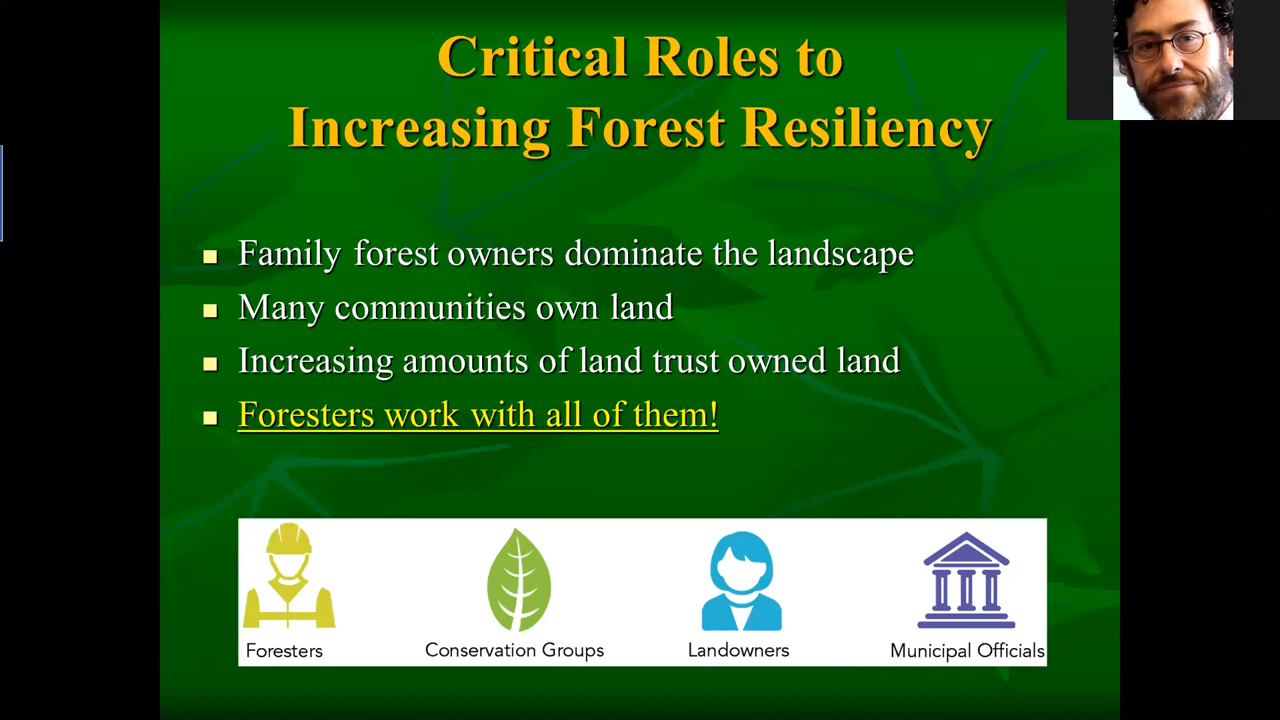 Critical Roles to
Increasing Forest Resiliency
Family forest owners dominate the landscape
Many communities own land
Increasing amounts of land trust owned land
Foresters work with all of them!
Foresters
Conservation Groups
Landowners
Municipal Officials